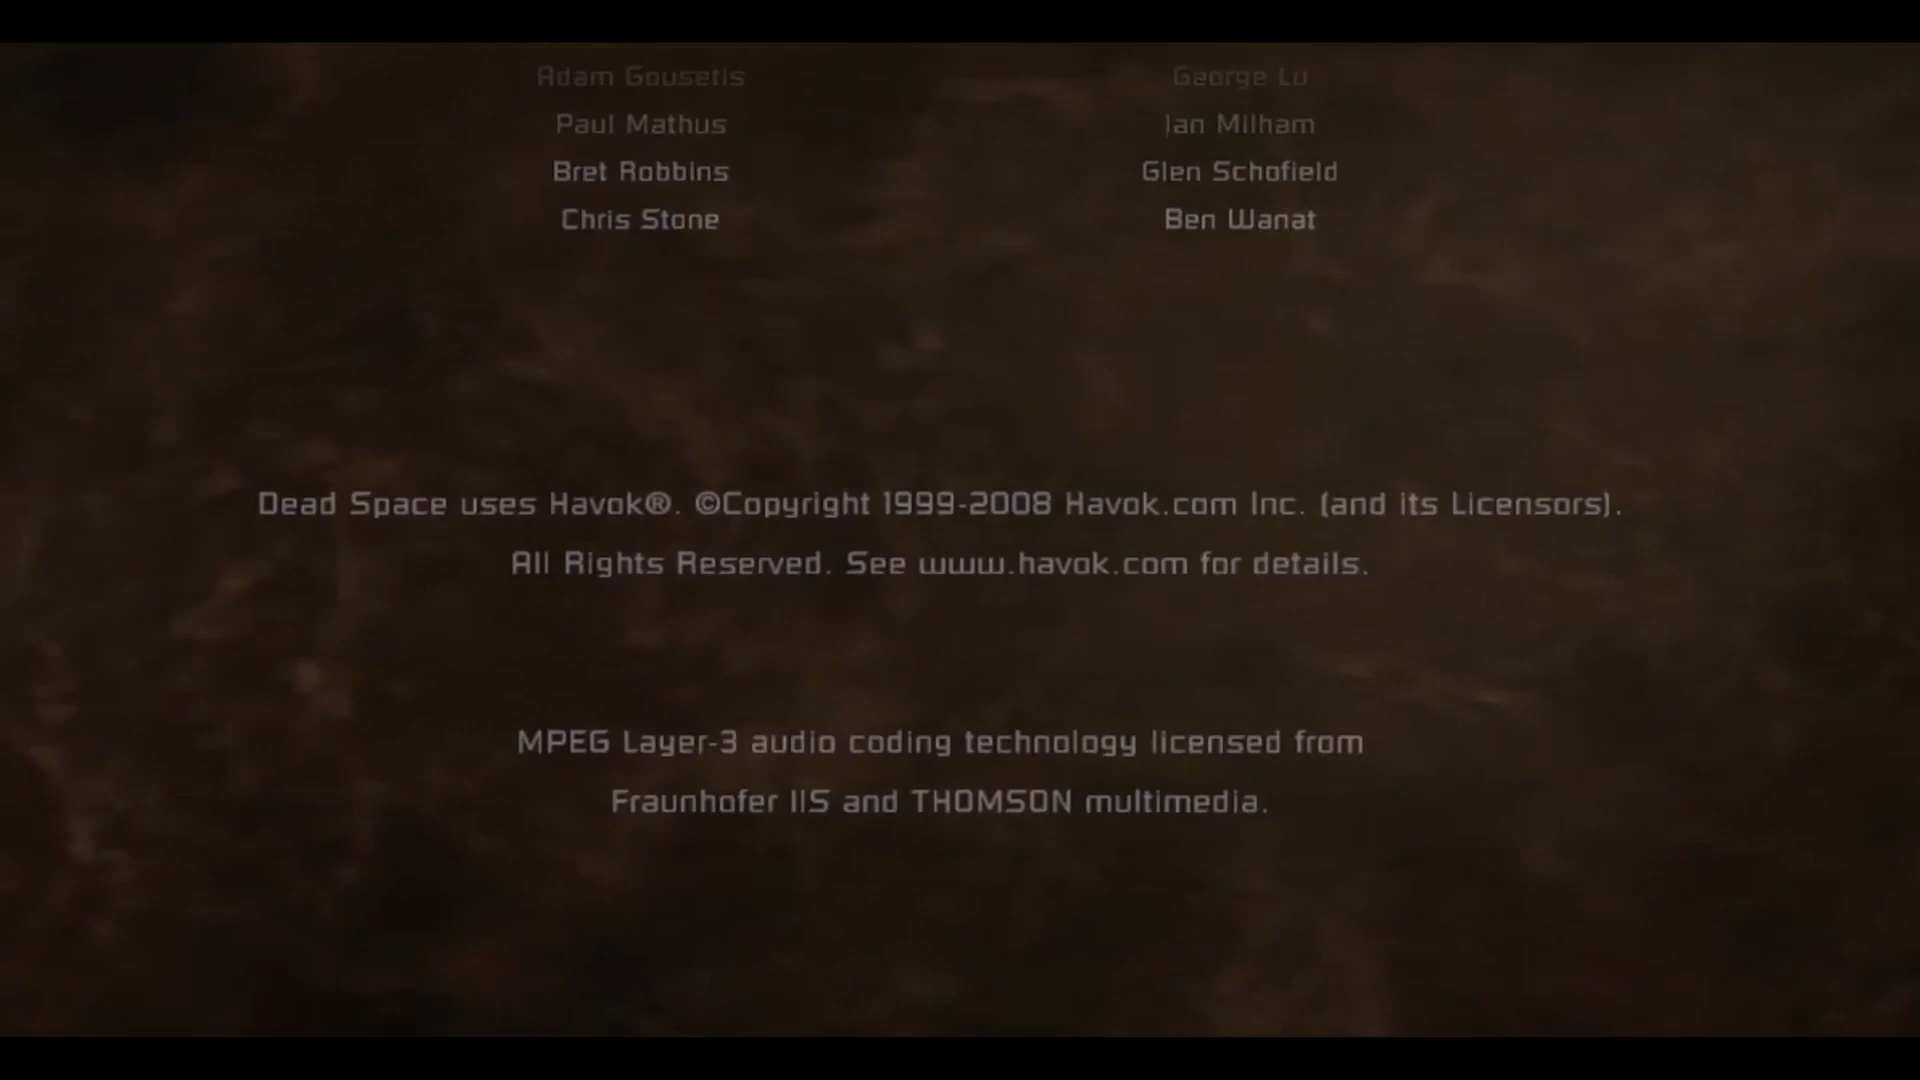 Adam Gousetis George Lu
Paul Mathus Ian Milham
Bret Robbins Glen Schofield
Chris Stone Ben Wanat
Dead Space uses Havok®. ©Copyright 1999-2008 Havok.com Inc. (and its Licensors).
All Rights Reserved. See www.havok.com for details.
MPEG Layer-3 audio coding technology licensed from
Fraunhofer IIS and THOMSON multimedia.